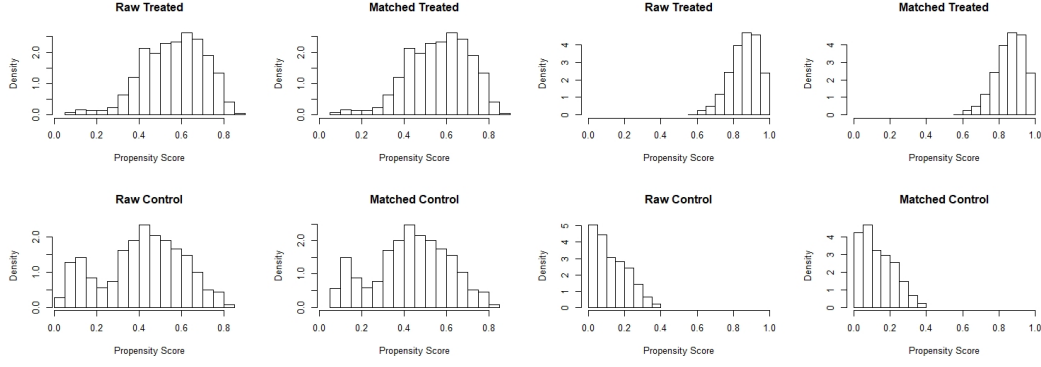 Raw Treated
Matched Treated
Raw Treated
Matched Treated
Density
0.0 1.0 2.0
0.0 0.2 0.4 0.6 0.8
Propensity Score
Density
0.0 1.0 2.0
0.0 0.2 0.4 0.6 0.8
Propensity Score
Density
0 1 2 3 4
0.0 0.2 0.4 0.6 0.8 1.0
Propensity Score
Density
0 1 2 3 4
0.0 0.2 0.4 0.6 0.8 1.0
Propensity Score
Raw Control
Matched Control
Raw Control
Matched Control
Density
0.0 1.0 2.0
0.0 0.2 0.4 0.6 0.8
Propensity Score
Density
0.0 1.0 2.0
0.0 0.2 0.4 0.6 0.8
Propensity Score
Density
0 1 2 3 4 5
0.0 0.2 0.4 0.6 0.8 1.0
Propensity Score
Density
0 1 2 3 4
0.0 0.2 0.4 0.6 0.8 1.0
Propensity Score